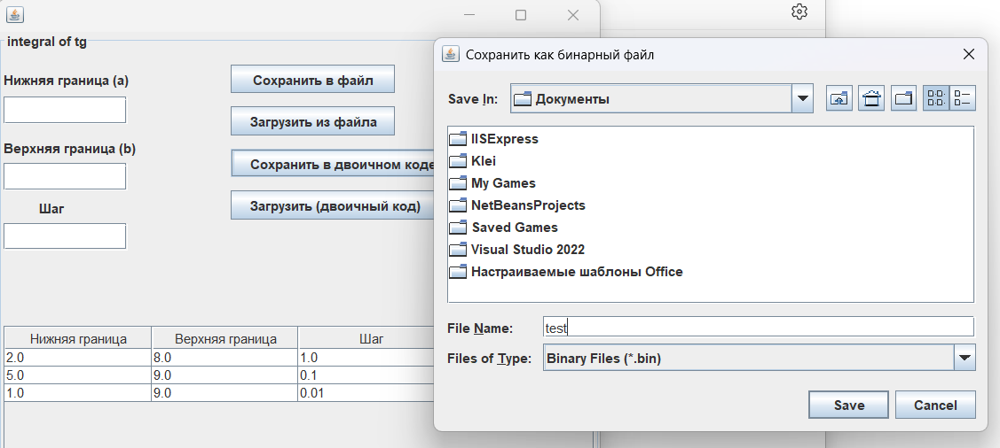 integral of tg
Нижняя граница (a)
Верхняя граница (b)
Шаг
Сохранить в файл
Загрузить из файла
Сохранить в двоичном коде
Загрузить (двоичный код)
Нижняя граница Верхняя граница Шаг
2.0 8.0 1.0
5.0 9.0 0.1
1.0 9.0 0.01
Сохранить как бинарный файл
Save In: Документы
IISExpress
Klei
My Games
NetBeansProjects
Saved Games
Visual Studio 2022
Настраиваемые шаблоны Office
File Name: test
Files of Type: Binary Files (*.bin)
Save Cancel